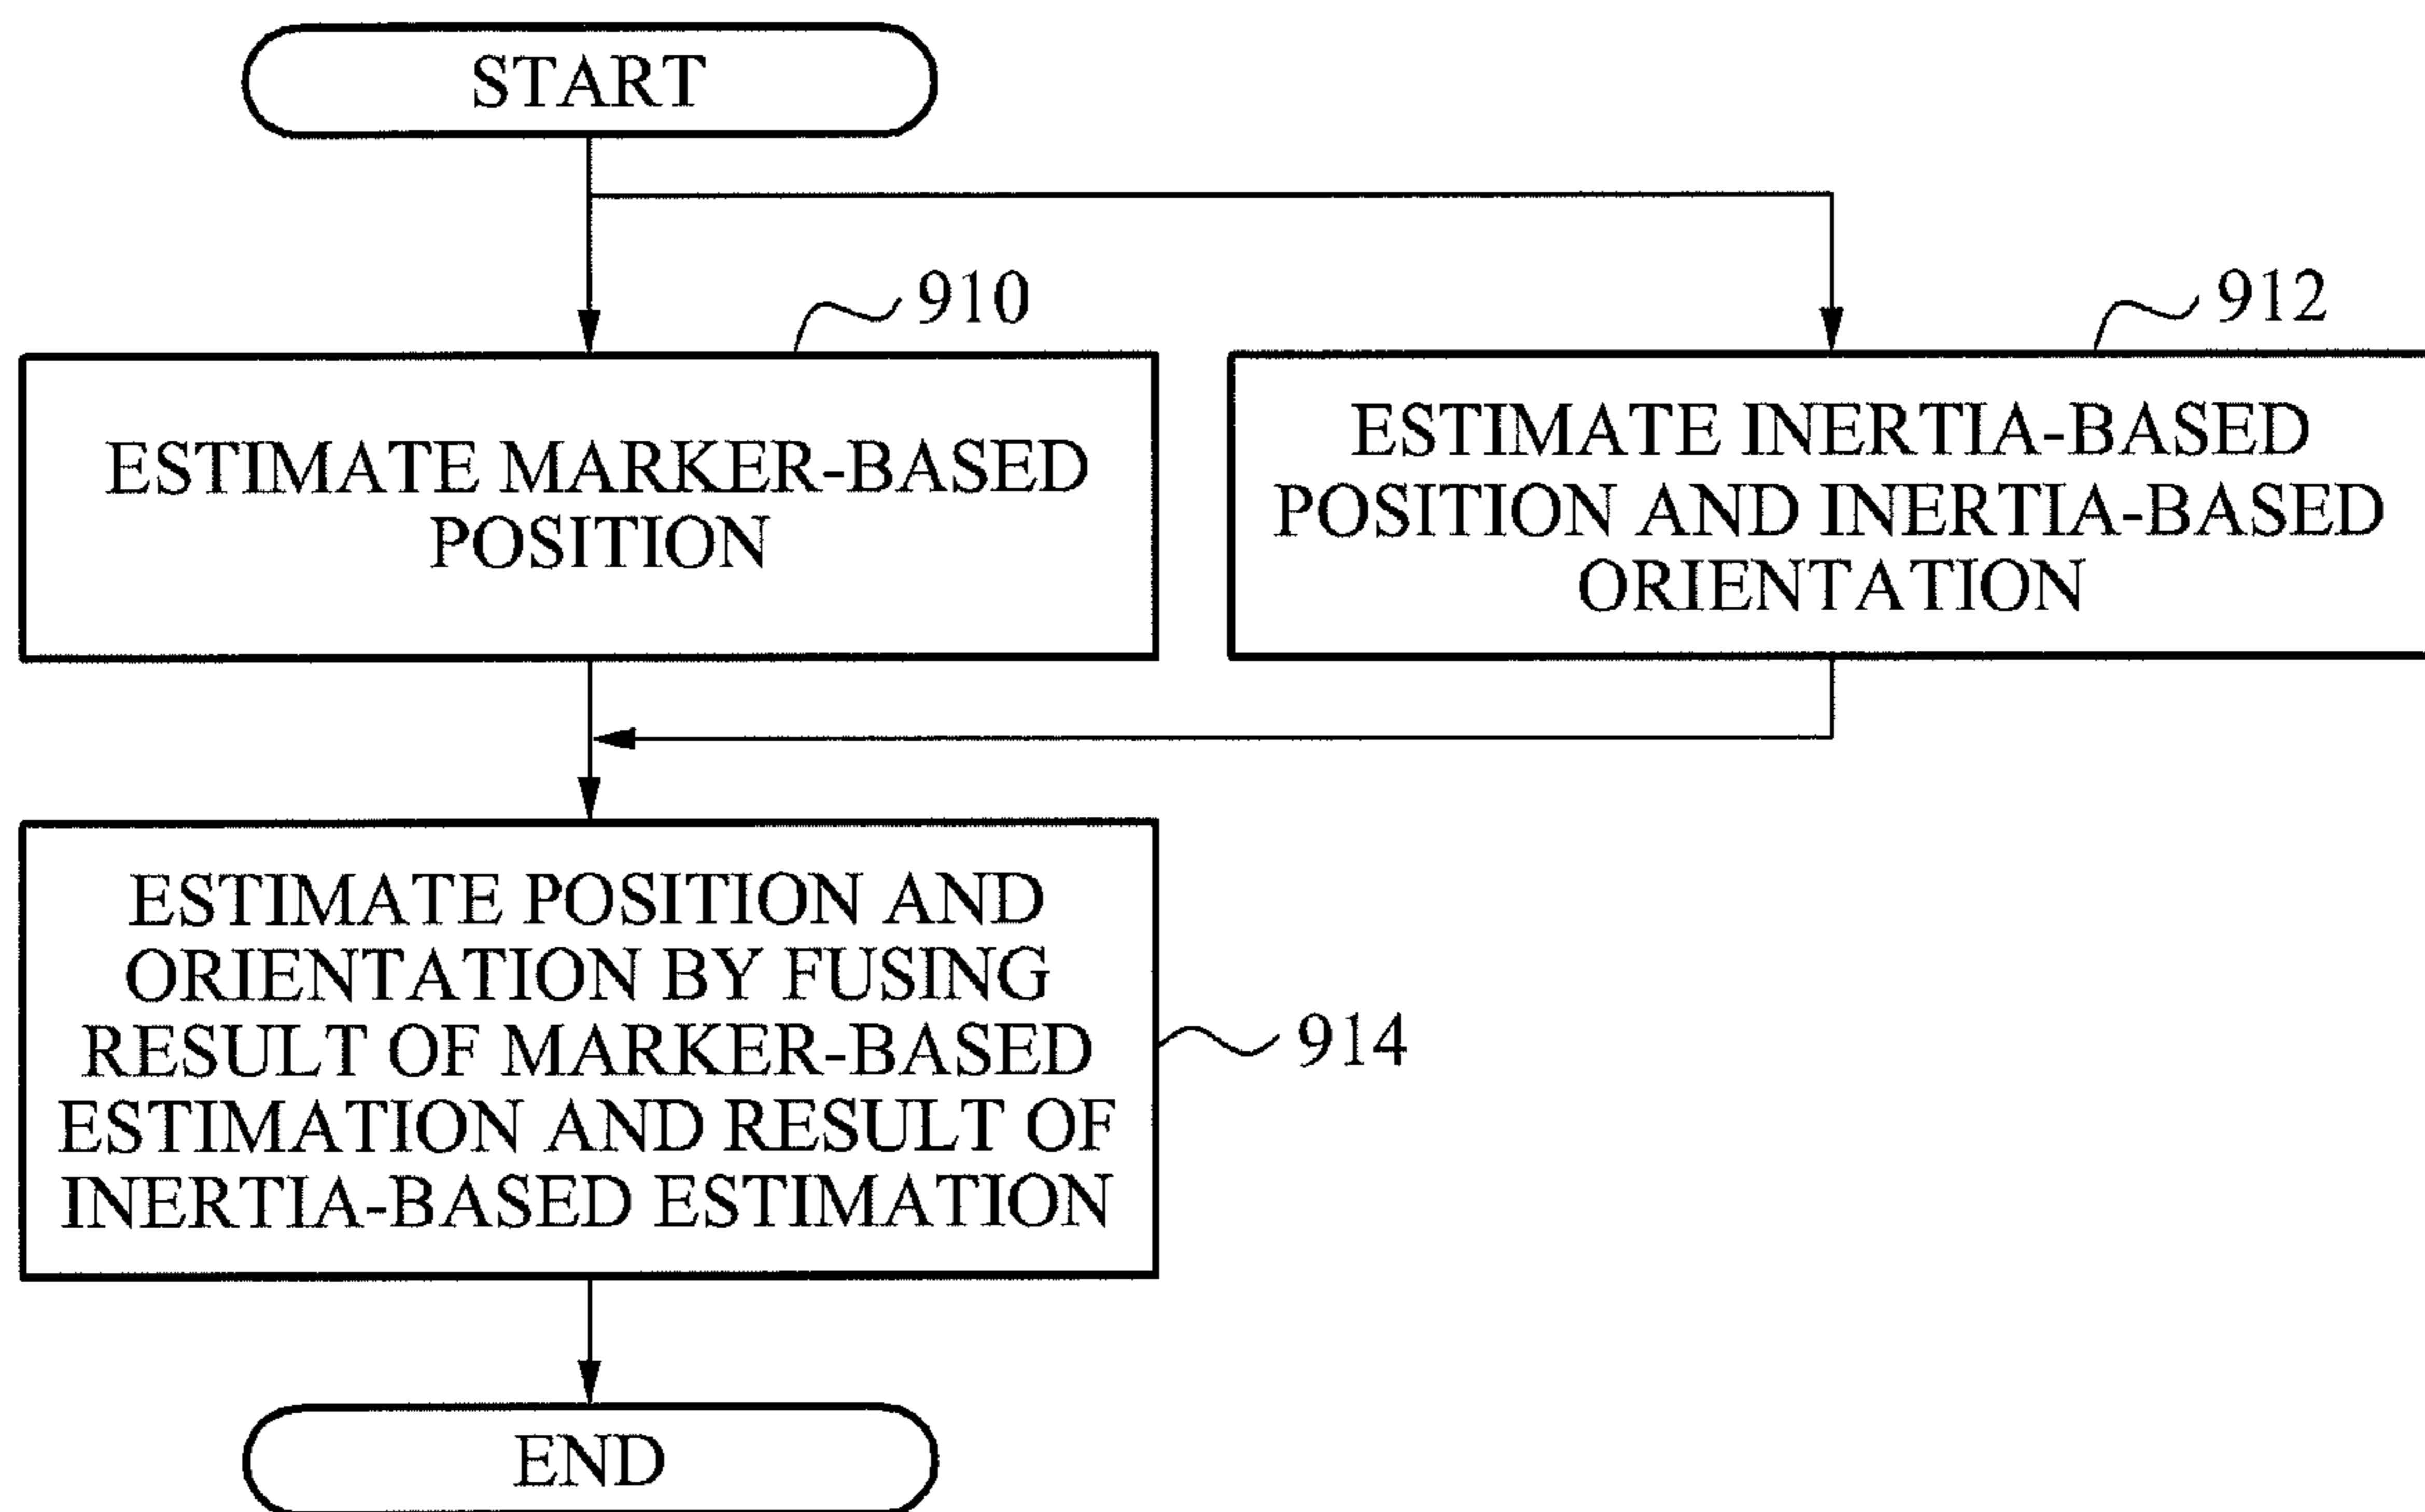 START
910
ESTIMATE MARKER-BASED
POSITION
912
ESTIMATE INERTIA-BASED
POSITION AND INERTIA-BASED
ORIENTATION
ESTIMATE POSITION AND
ORIENTATION BY FUSING
RESULT OF MARKER-BASED
ESTIMATION AND RESULT OF
INERTIA-BASED ESTIMATION
914
END